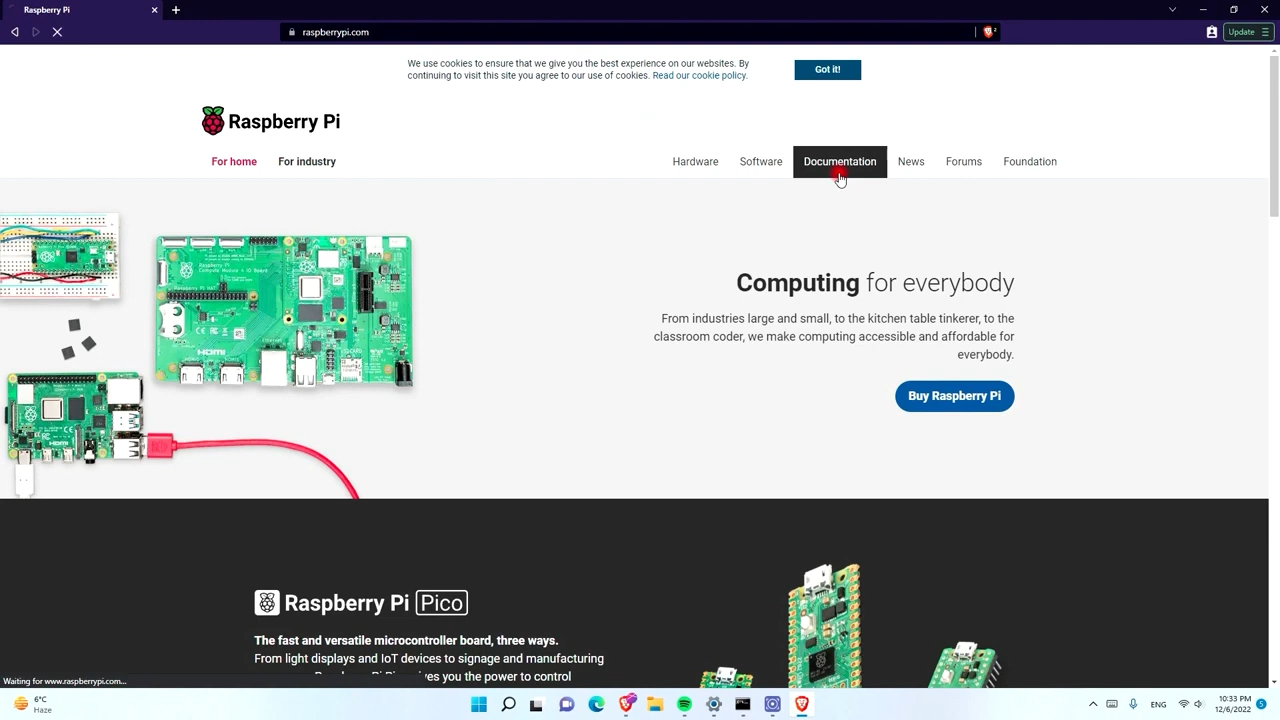 Raspberry Pi
raspberrypi.com
2
Update
We use cookies to ensure that we give you the best experience on our websites. By
continuing to visit this site you agree to our use of cookies. Read our cookie policy.
Got it!
Raspberry Pi
For home
For industry
Hardware
Software
Documentation
News
Forums
Foundation
Computing for everybody
From industries large and small, to the kitchen table tinkerer, to the
classroom coder, we make computing accessible and affordable for
everybody.
Buy Raspberry Pi
HDMI
HDMI
Raspberry Pi Pico
The fast and versatile microcontroller board, three ways.
From light displays and IoT devices to signage and manufacturing
you the power to control
Waiting for www.raspberrypi.com...
6°C
Haze
ENG
10:33 PM
12/6/2022
5